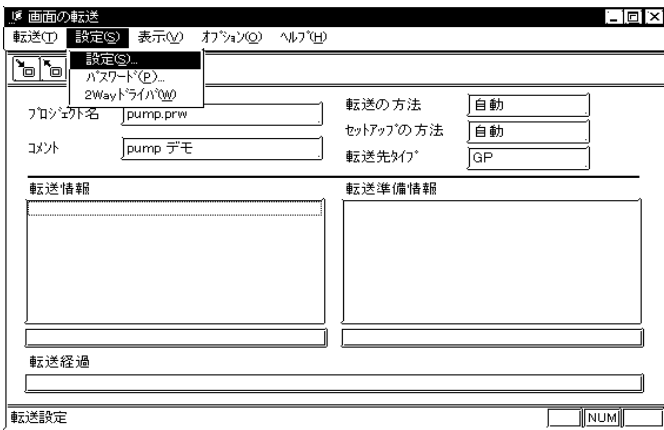 画面の転送
転送(T) 設定(S) 表示(V) オプション(O) ヘルプ(H)
設定(S)...
パスワード(P)...
2Wayドライバ(W)
プロジェクト名 pump.prw
コメント pump デモ
転送の方法 自動
セットアップの方法 自動
転送先タイプ GP
転送情報 転送準備情報
転送経過
転送設定 NUM